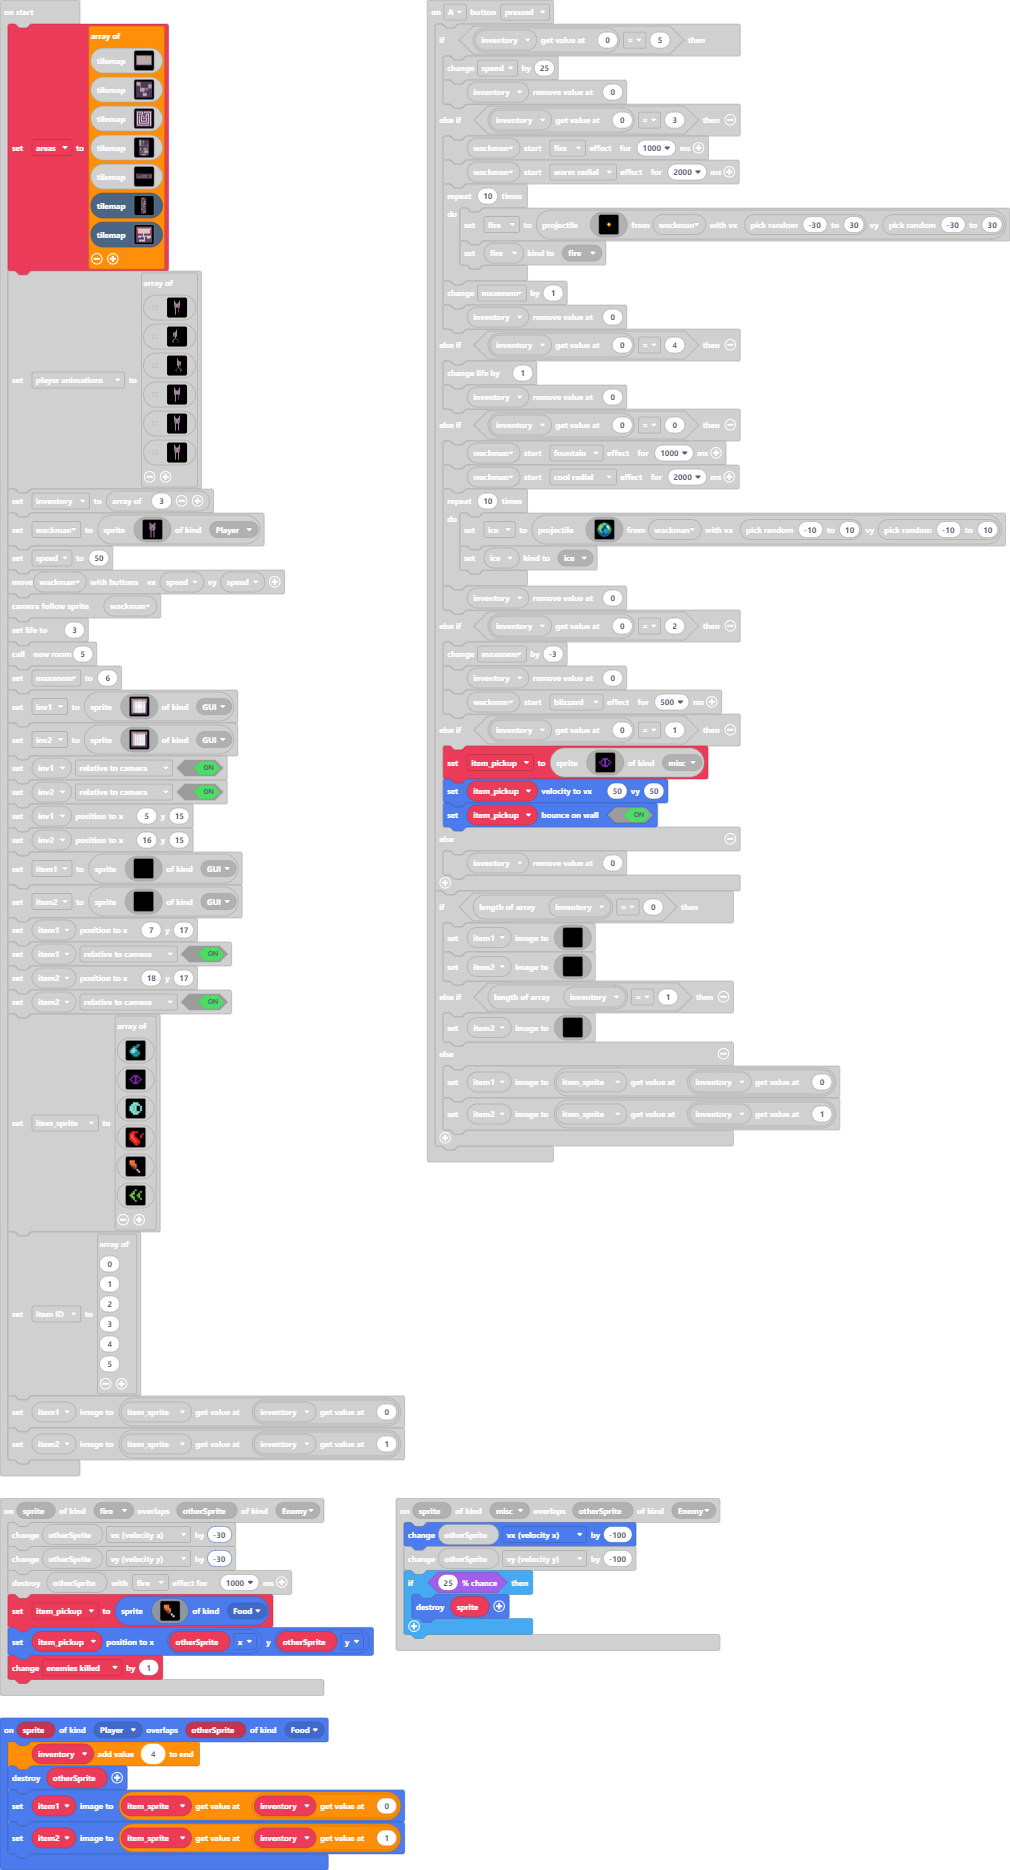 on start
array of
tilemap
tilemap
tilemap
tilemap
tilemap
tilemap
tilemap
set areas to
array of
set player animations to
set inventory to array of 3
set wackman to sprite of kind Player
set speed to 50
move wackman with buttons vx speed vy speed
camera follow sprite wackman
set life to 3
call new room 5
set maxenem to 6
set inv1 to sprite of kind GUI
set inv2 to sprite of kind GUI
set inv1 relative to camera ON
set inv2 relative to camera ON
set inv1 position to x 5 y 15
set inv2 position to x 16 y 15
set item1 to sprite of kind GUI
set item2 to sprite of kind GUI
set item1 position to x 7 y 17
set item1 relative to camera ON
set item2 position to x 18 y 17
set item2 relative to camera ON
array of
set item_sprite to
array of
0
1
2
3
4
5
set item ID to
set item1 image to item_sprite get value at inventory get value at 0
set item2 image to item_sprite get value at inventory get value at 1
on A button pressed
if inventory get value at 0 = 5 then
change speed by 25
inventory remove value at 0
else if inventory get value at 0 = 3 then
wackman start fire effect for 1000 ms
wackman start warm radial effect for 2000 ms
repeat 10 times
do
set fire to projectile from wackman with vx pick random -30 to 30 vy pick random -30 to 30
set fire kind to fire
change maxenem by 1
inventory remove value at 0
else if inventory get value at 0 = 4 then
change life by 1
inventory remove value at 0
else if inventory get value at 0 = 0 then
wackman start fountain effect for 1000 ms
wackman start cool radial effect for 2000 ms
repeat 10 times
do
set ice to projectile from wackman with vx pick random -10 to 10 vy pick random -10 to 10
set ice kind to ice
inventory remove value at 0
else if inventory get value at 0 = 2 then
change maxenem by -3
inventory remove value at 0
wackman start blizzard effect for 500 ms
else if inventory get value at 0 = 1 then
set item_pickup to sprite of kind misc
set item_pickup velocity to vx 50 vy 50
set item_pickup bounce on wall ON
else
inventory remove value at 0
if length of array inventory = 0 then
set item1 image to
set item2 image to
else if length of array inventory = 1 then
set item2 image to
else
set item1 image to item_sprite get value at inventory get value at 0
set item2 image to item_sprite get value at inventory get value at 1
on sprite of kind fire overlaps otherSprite of kind Enemy
change otherSprite vx (velocity x) by -30
change otherSprite vy (velocity y) by -30
destroy otherSprite with fire effect for 1000 ms
set item_pickup to sprite of kind Food
set item_pickup position to x otherSprite x y otherSprite y
change enemies killed by 1
on sprite of kind misc overlaps otherSprite of kind Enemy
change otherSprite vx (velocity x) by -100
change otherSprite vy (velocity y) by -100
if 25 % chance then
destroy sprite
on sprite of kind Player overlaps otherSprite of kind Food
inventory add value 4 to end
destroy otherSprite
set item1 image to item_sprite get value at inventory get value at 0
set item2 image to item_sprite get value at inventory get value at 1